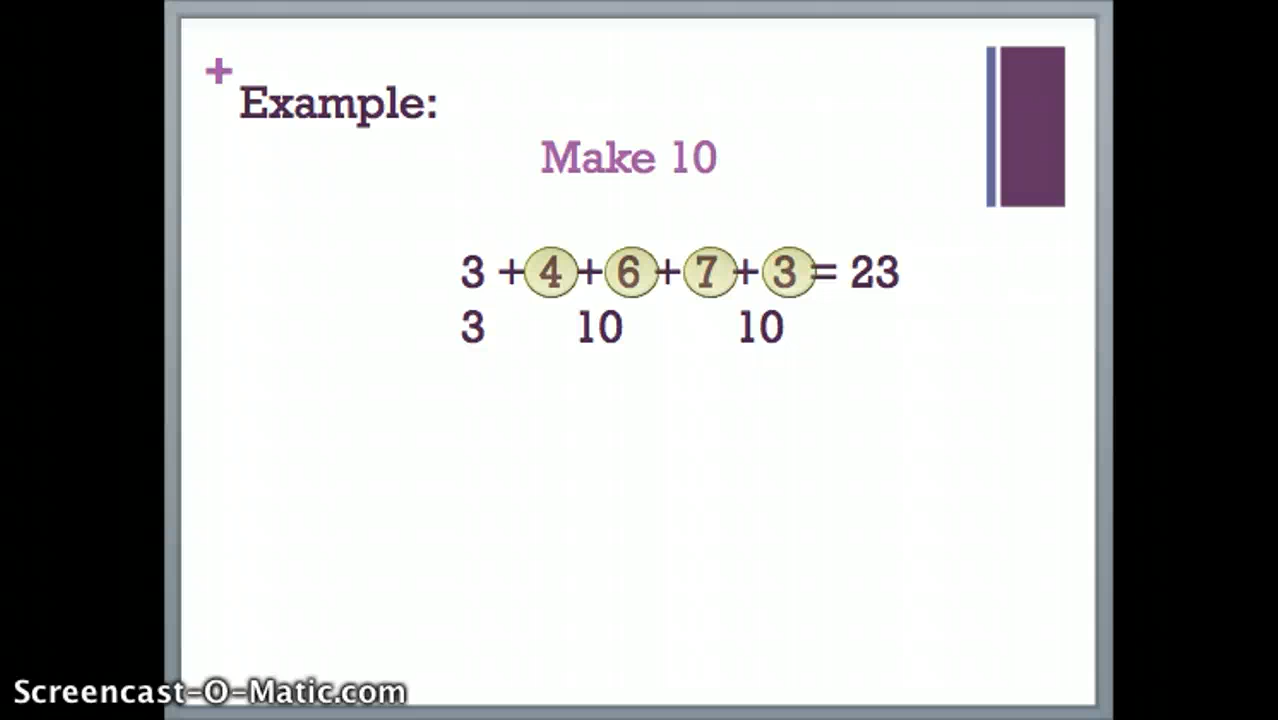 +
Example:
Make 10
3 + 4 + 6 + 7 + 3 = 23
3 10 10
Screencast-O-Matic.com